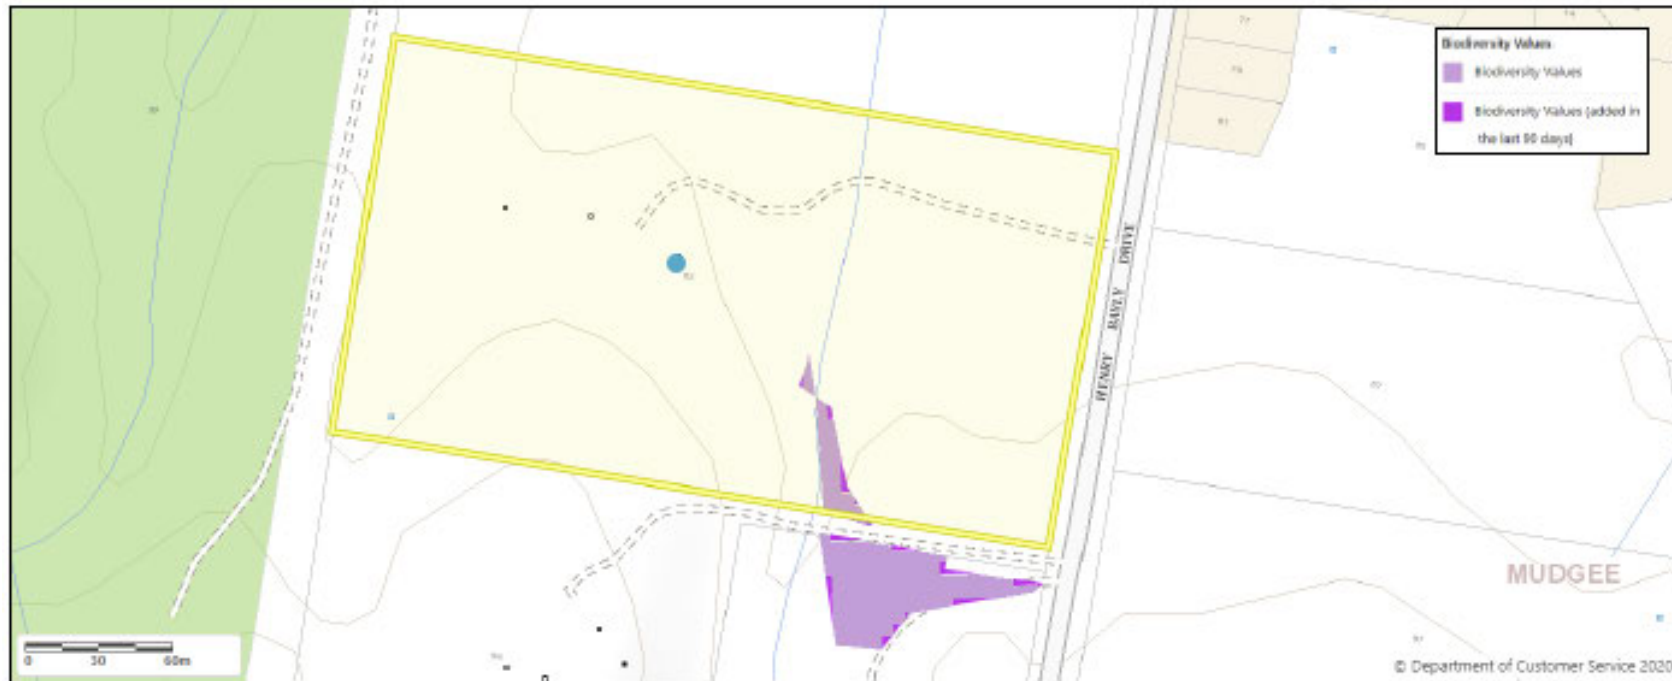 Biodiversity Values
Biodiversity Values
Biodiversity Values (added in
the last 90 days)
HENRY BAYLY DRIVE
MUDGEE
0 30 60m
© Department of Customer Service 2020